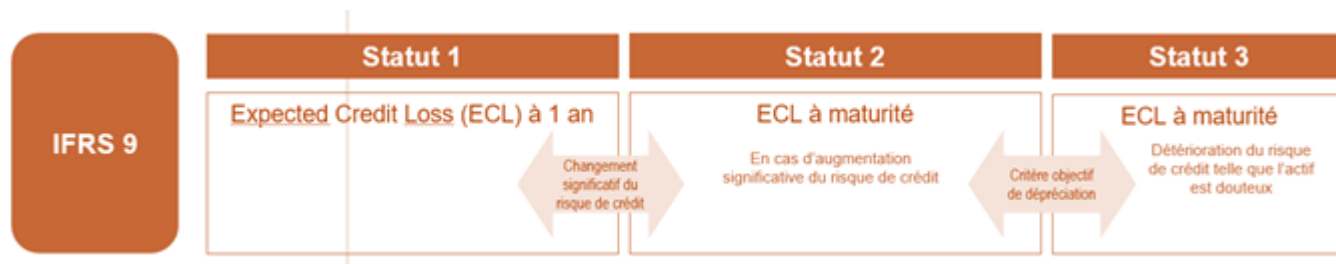 IFRS 9
Statut 1
Expected Credit Loss (ECL) à 1 an
Changement
significatif du
risque de crédit
Statut 2
ECL à maturité
En cas d'augmentation
significative du risque de crédit
Critère objectif
de dépréciation
Statut 3
ECL à maturité
Détérioration du risque
de crédit telle que l'actif
est douteux